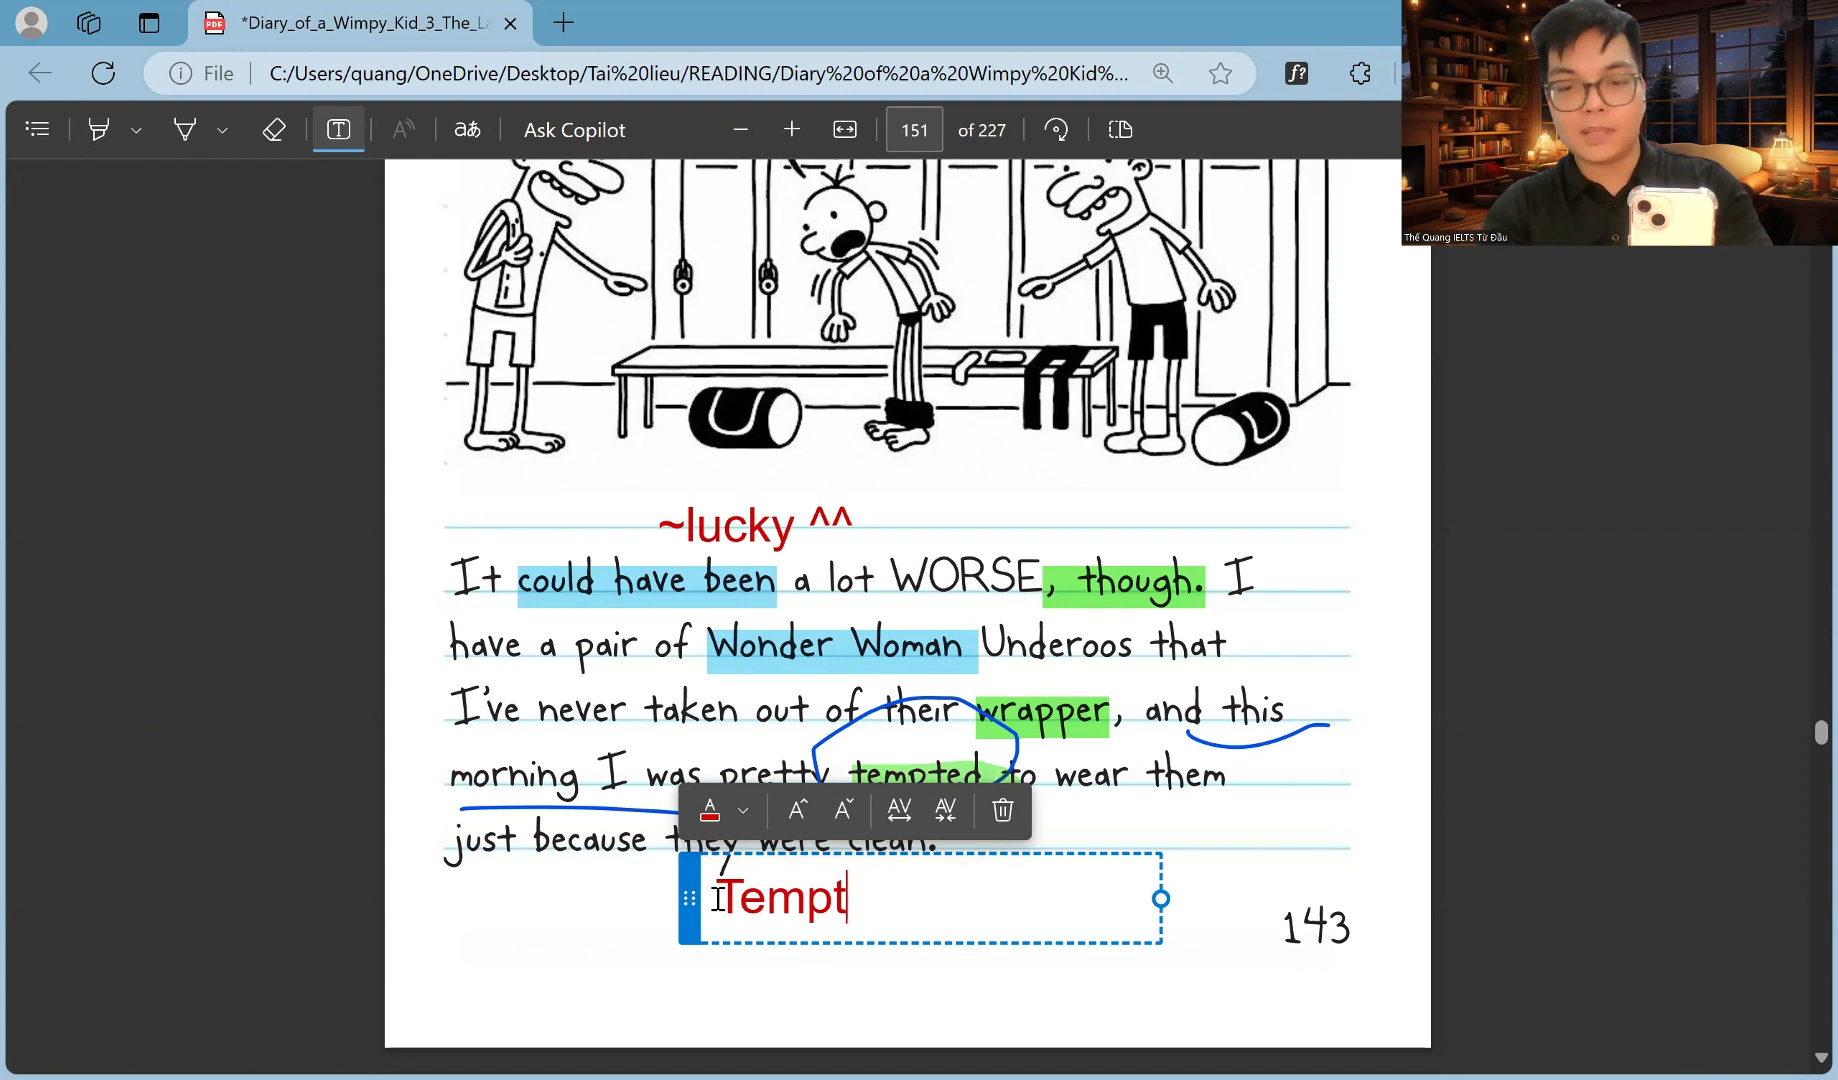 *Diary_of_a_Wimpy_Kid_3_The_La
File
C:/Users/quang/OneDrive/Desktop/Tai%20lieu/READING/Diary%20of%20a%20Wimpy%20Kid%...
f?
T
aあ
Ask Copilot
151 of 227
Thế Quang IELTS Từ Đầu
~lucky ^^
It could have been a lot WORSE, though. I
have a pair of Wonder Woman Underoos that
I've never taken out of their wrapper, and this
morning I was pretty tempted to wear them
just because they were clean.
Tempt
143